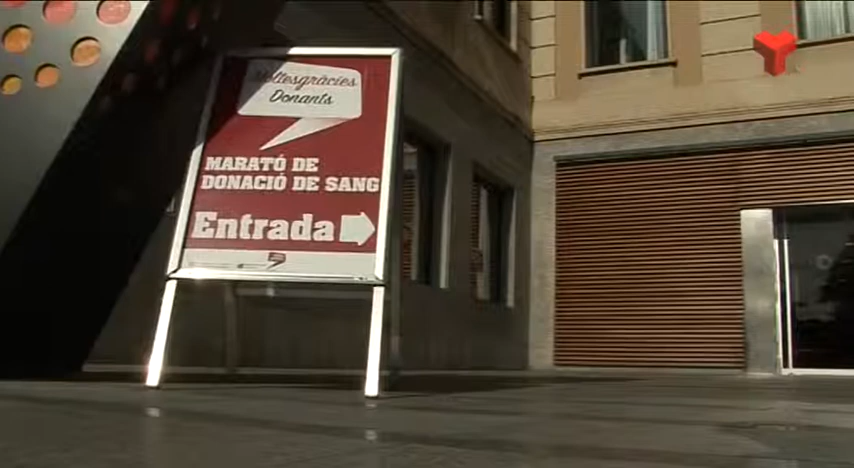 Moltesgràcies
Donants
MARATÓ DE
DONACIÓ DE SANG
Entrada